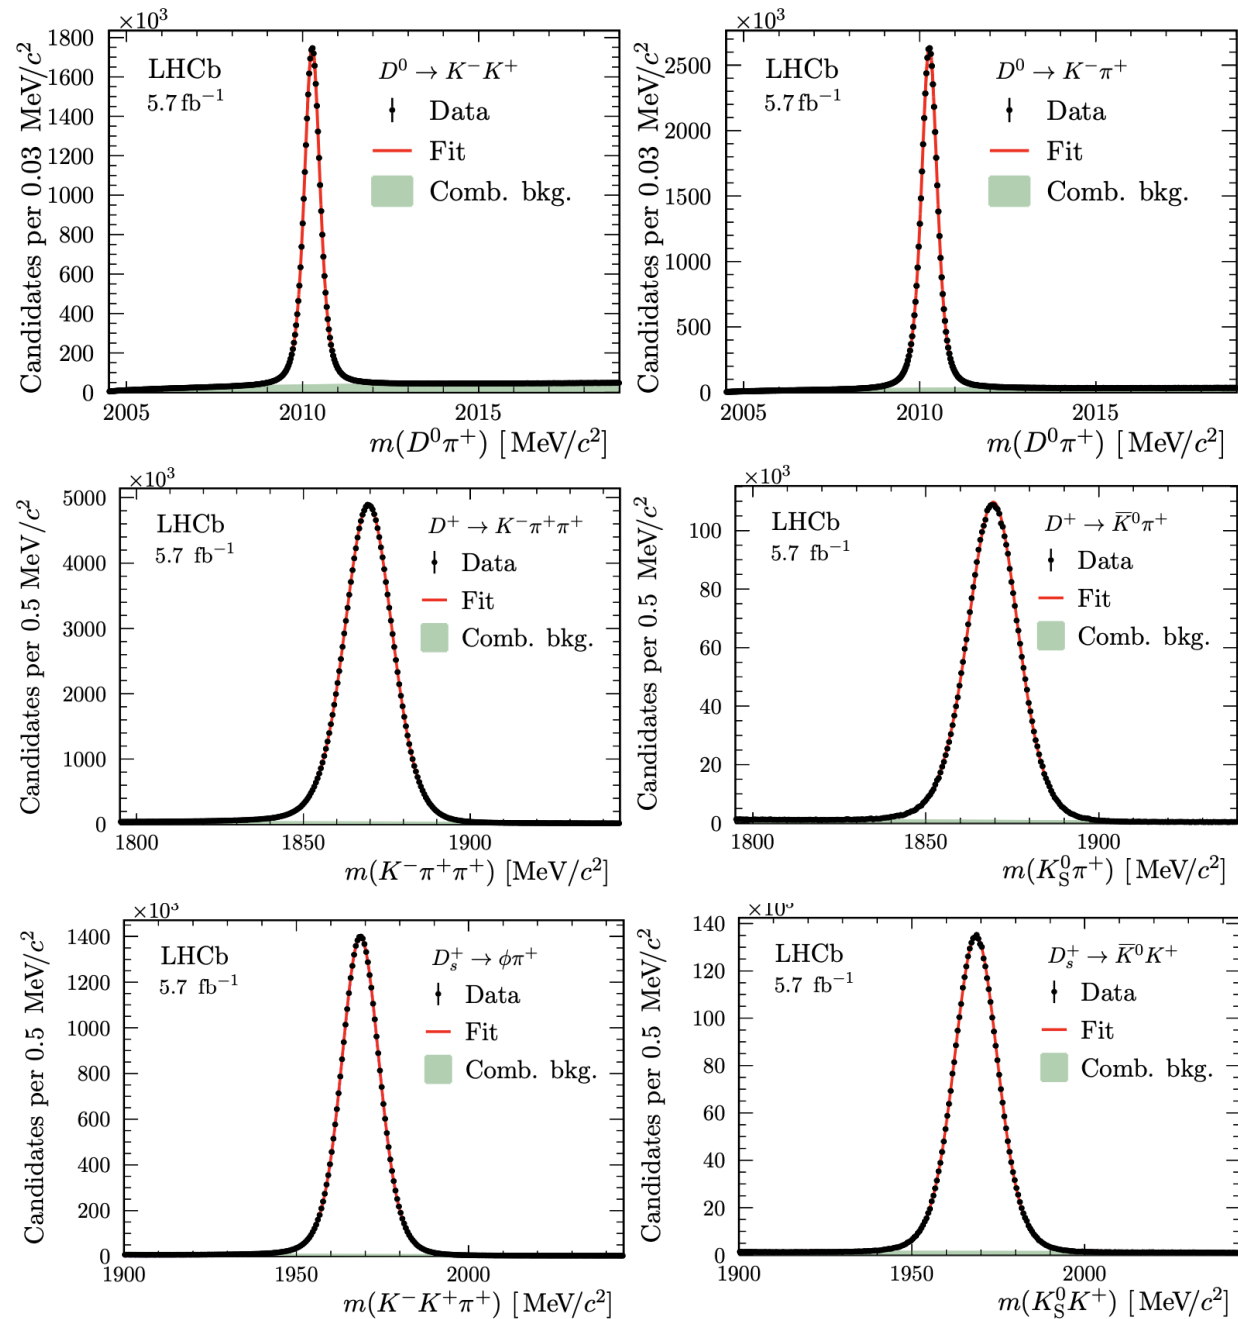 ×10³
Candidates per 0.03 MeV/c²
1800
1600
1400
1200
1000
800
600
400
200
0
LHCb
5.7 fb⁻¹
D⁰ → K⁻K⁺
Data
Fit
Comb. bkg.
2005 2010 2015
m(D⁰π⁺) [MeV/c²]
×10³
Candidates per 0.03 MeV/c²
2500
2000
1500
1000
500
0
LHCb
5.7 fb⁻¹
D⁰ → K⁻π⁺
Data
Fit
Comb. bkg.
2005 2010 2015
m(D⁰π⁺) [MeV/c²]
×10³
Candidates per 0.5 MeV/c²
5000
4000
3000
2000
1000
0
LHCb
5.7 fb⁻¹
D⁺ → K⁻π⁺π⁺
Data
Fit
Comb. bkg.
1800 1850 1900
m(K⁻π⁺π⁺) [MeV/c²]
×10³
Candidates per 0.5 MeV/c²
100
80
60
40
20
0
LHCb
5.7 fb⁻¹
D⁺ → K̅⁰π⁺
Data
Fit
Comb. bkg.
1800 1850 1900
m(K_S⁰π⁺) [MeV/c²]
×10³
Candidates per 0.5 MeV/c²
1400
1200
1000
800
600
400
200
0
LHCb
5.7 fb⁻¹
D_s⁺ → ϕπ⁺
Data
Fit
Comb. bkg.
1900 1950 2000
m(K⁻K⁺π⁺) [MeV/c²]
×10³
Candidates per 0.5 MeV/c²
140
120
100
80
60
40
20
0
LHCb
5.7 fb⁻¹
D_s⁺ → K̅⁰K⁺
Data
Fit
Comb. bkg.
1900 1950 2000
m(K_S⁰K⁺) [MeV/c²]